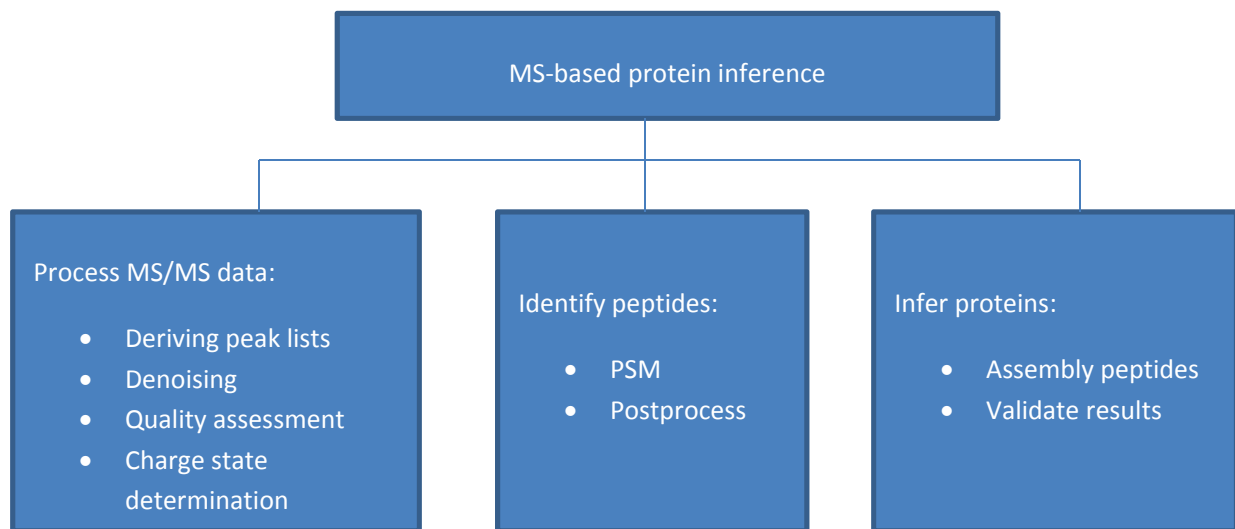 MS-based protein inference
Process MS/MS data:
• Deriving peak lists
• Denoising
• Quality assessment
• Charge state
determination
Identify peptides:
• PSM
• Postprocess
Infer proteins:
• Assembly peptides
• Validate results